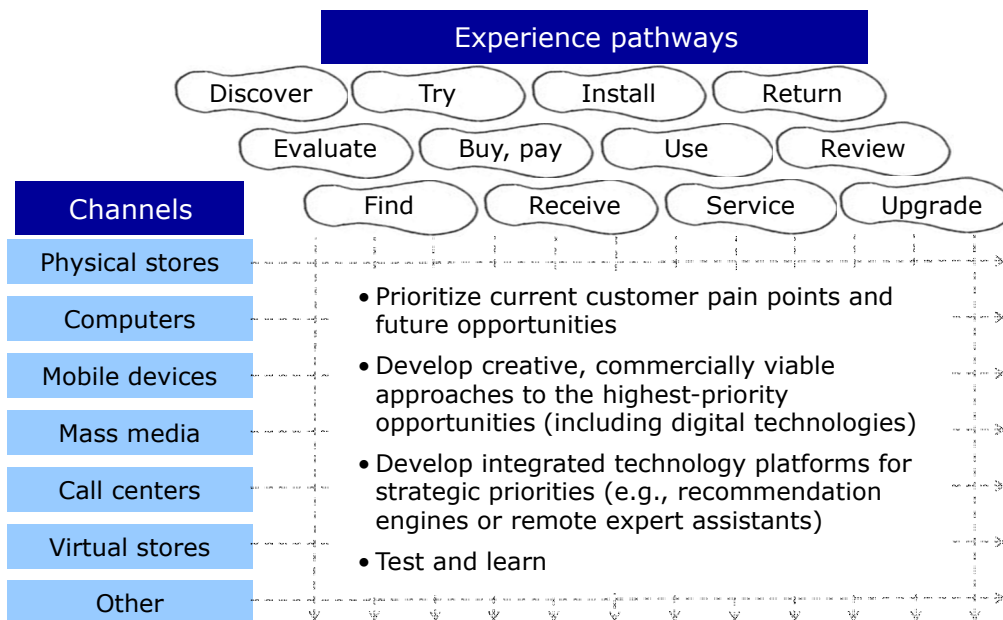 Experience pathways
Discover
Try
Install
Return
Evaluate
Buy, pay
Use
Review
Find
Receive
Service
Upgrade
Channels
Physical stores
Computers
Mobile devices
Mass media
Call centers
Virtual stores
Other
• Prioritize current customer pain points and
future opportunities
• Develop creative, commercially viable
approaches to the highest-priority
opportunities (including digital technologies)
• Develop integrated technology platforms for
strategic priorities (e.g., recommendation
engines or remote expert assistants)
• Test and learn